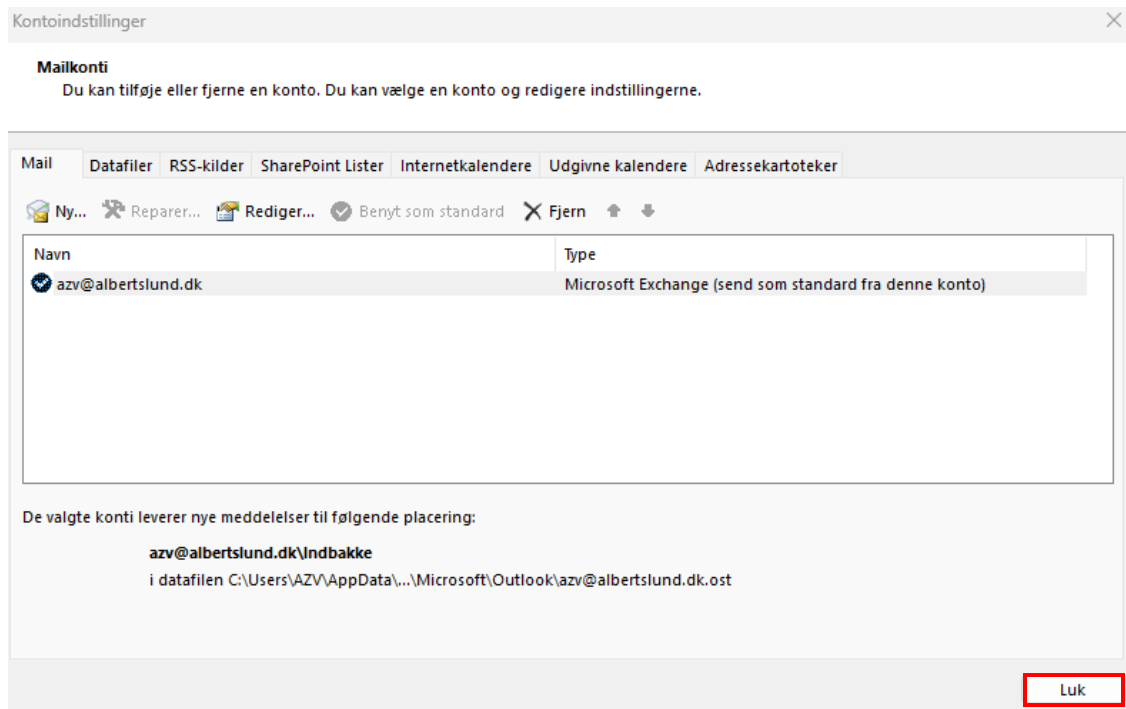 Kontoindstillinger
Mailkonti
Du kan tilføje eller fjerne en konto. Du kan vælge en konto og redigere indstillingerne.
Mail Datafiler RSS-kilder SharePoint Lister Internetkalendere Udgivne kalendere Adressekartoteker
Ny... Reparer... Rediger... Benyt som standard Fjern
Navn Type
azv@albertslund.dk Microsoft Exchange (send som standard fra denne konto)
De valgte konti leverer nye meddelelser til følgende placering:
azv@albertslund.dk\Indbakke
i datafilen C:\Users\AZV\AppData\...\Microsoft\Outlook\azv@albertslund.dk.ost
Luk